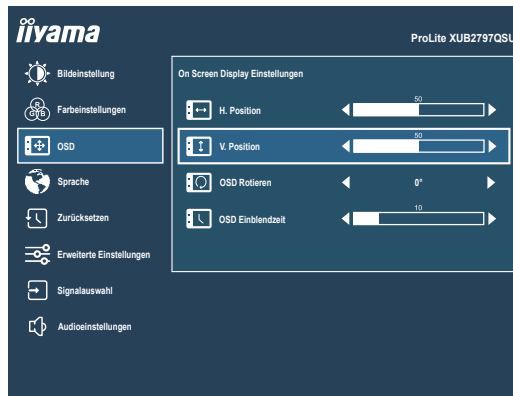 iiyama
ProLite XUB2797QSU
Bildeinstellung
Farbeinstellungen
R
G B
OSD
Sprache
Zurücksetzen
Erweiterte Einstellungen
Signalauswahl
Audioeinstellungen
On Screen Display Einstellungen
H. Position
50
V. Position
50
OSD Rotieren
0°
OSD Einblendzeit
10